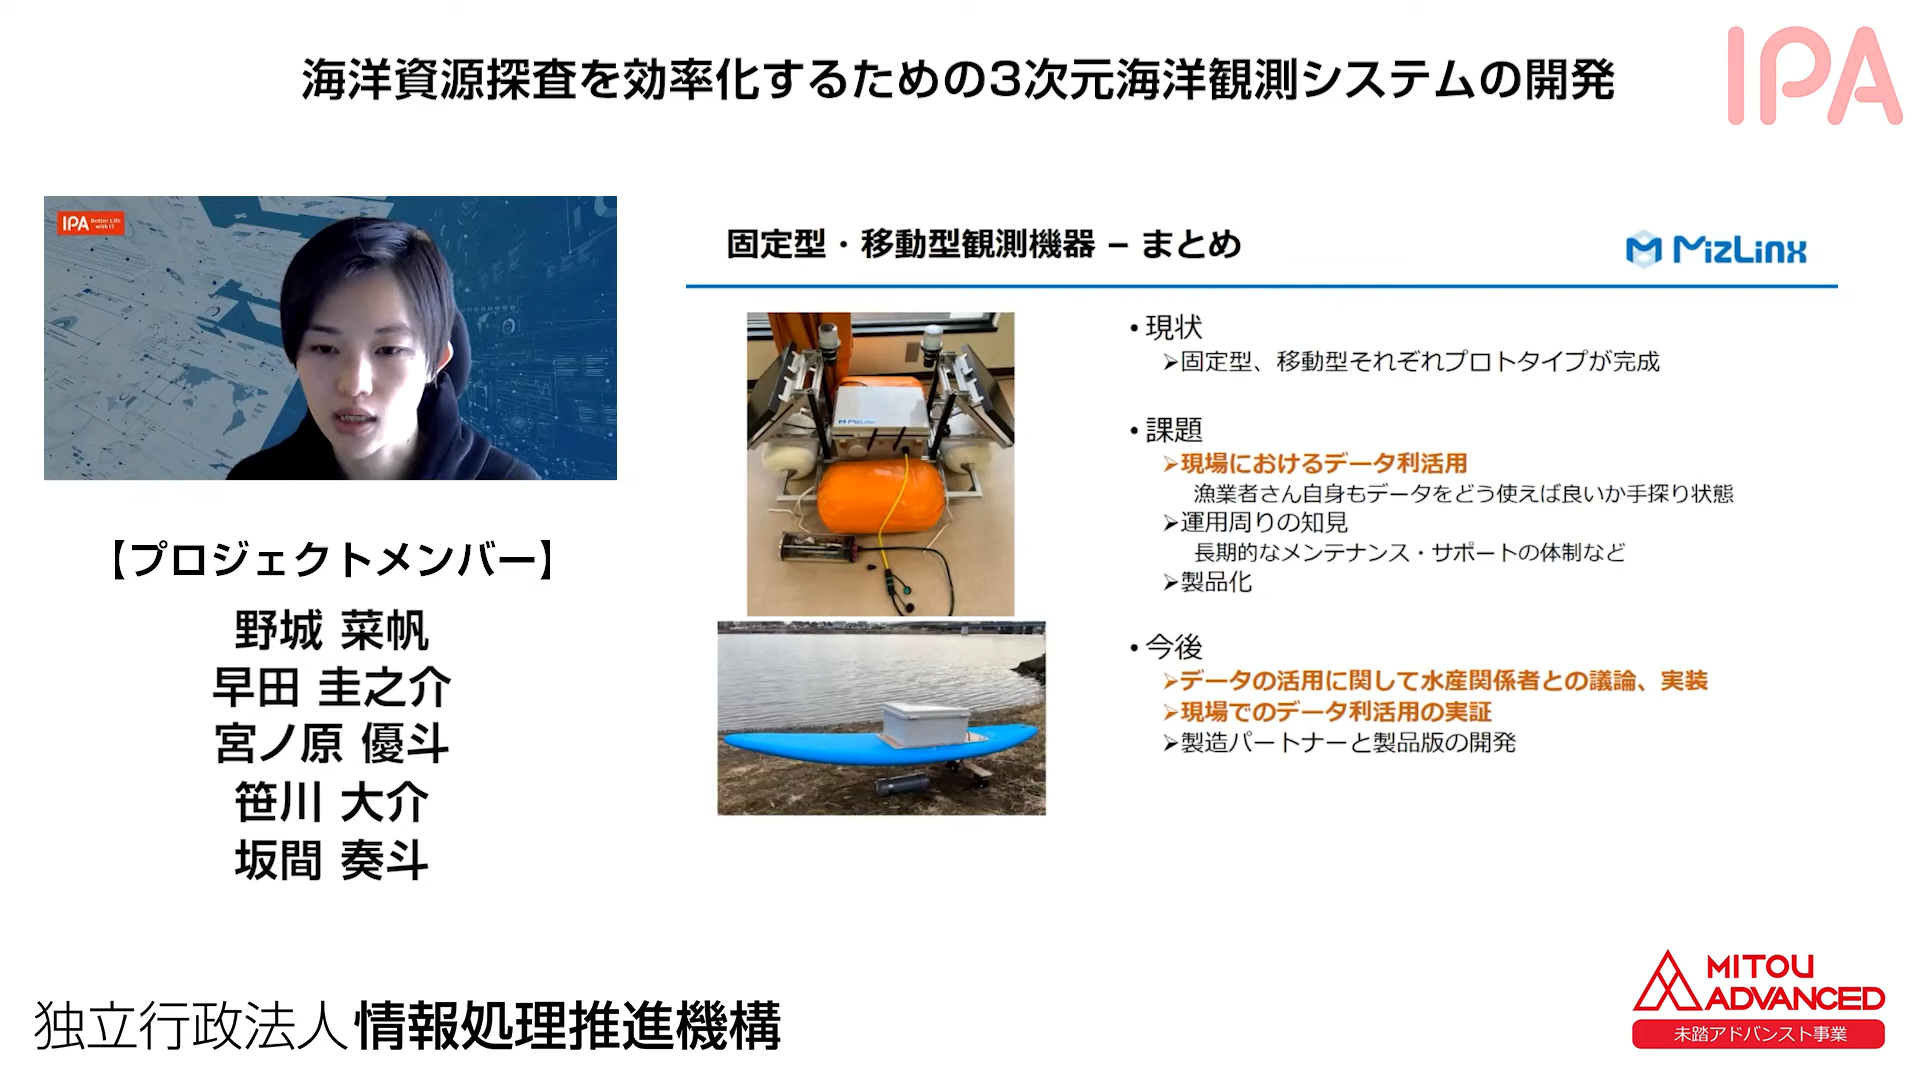 海洋資源探査を効率化するための3次元海洋観測システムの開発
IPA
IPA Better Life
with IT
【プロジェクトメンバー】
野城 菜帆
早田 圭之介
宮ノ原 優斗
笹川 大介
坂間 奏斗
固定型・移動型観測機器 – まとめ
MizLinx
MizLinx
• 現状
➢固定型、移動型それぞれプロトタイプが完成
• 課題
➢現場におけるデータ利活用
漁業者さん自身もデータをどう使えば良いか手探り状態
➢運用周りの知見
長期的なメンテナンス・サポートの体制など
➢製品化
• 今後
➢データの活用に関して水産関係者との議論、実装
➢現場でのデータ利活用の実証
➢製造パートナーと製品版の開発
独立行政法人情報処理推進機構
MITOU
ADVANCED
未踏アドバンスト事業